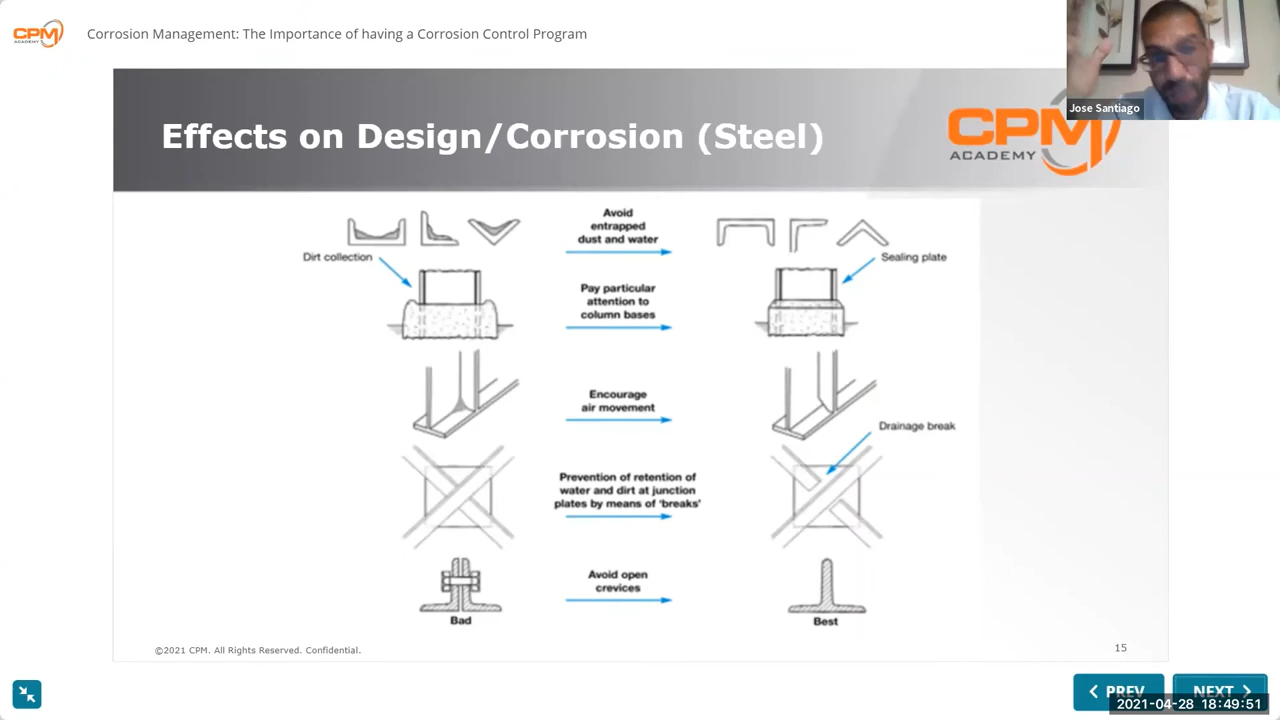 CPM
ACADEMY
Corrosion Management: The Importance of having a Corrosion Control Program
Jose Santiago
Effects on Design/Corrosion (Steel)
CPM
ACADEMY
Avoid
entrapped
dust and water
Dirt collection
Sealing plate
Pay particular
attention to
column bases
Encourage
air movement
Drainage break
Prevention of retention of
water and dirt at junction
plates by means of ‘breaks’
Avoid open
crevices
Bad
Best
©2021 CPM. All Rights Reserved. Confidential.
15
PREV
NEXT
2021-04-28 18:49:51